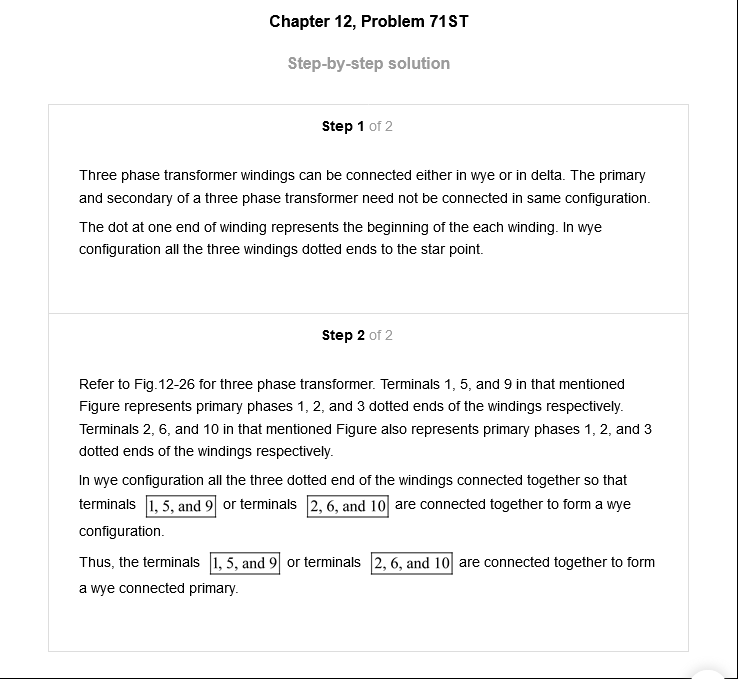 Chapter 12, Problem 71ST
Step-by-step solution
Step 1 of 2
Three phase transformer windings can be connected either in wye or in delta. The primary
and secondary of a three phase transformer need not be connected in same configuration.
The dot at one end of winding represents the beginning of the each winding. In wye
configuration all the three windings dotted ends to the star point.
Step 2 of 2
Refer to Fig.12-26 for three phase transformer. Terminals 1, 5, and 9 in that mentioned
Figure represents primary phases 1, 2, and 3 dotted ends of the windings respectively.
Terminals 2, 6, and 10 in that mentioned Figure also represents primary phases 1, 2, and 3
dotted ends of the windings respectively.
In wye configuration all the three dotted end of the windings connected together so that
terminals 1, 5, and 9 or terminals 2, 6, and 10 are connected together to form a wye
configuration.
Thus, the terminals 1, 5, and 9 or terminals 2, 6, and 10 are connected together to form
a wye connected primary.